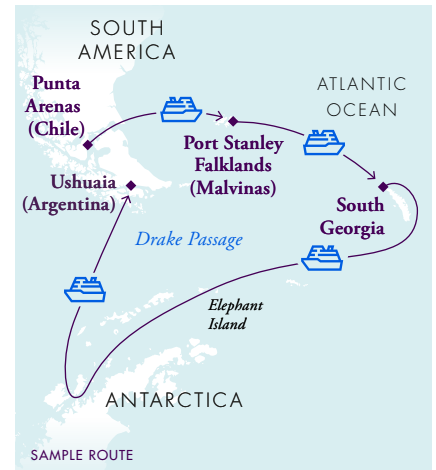 SOUTH
AMERICA
Punta
Arenas
(Chile)
ATLANTIC
OCEAN
Port Stanley
Falklands
(Malvinas)
Ushuaia
(Argentina)
South
Georgia
Drake Passage
Elephant
Island
ANTARCTICA
SAMPLE ROUTE